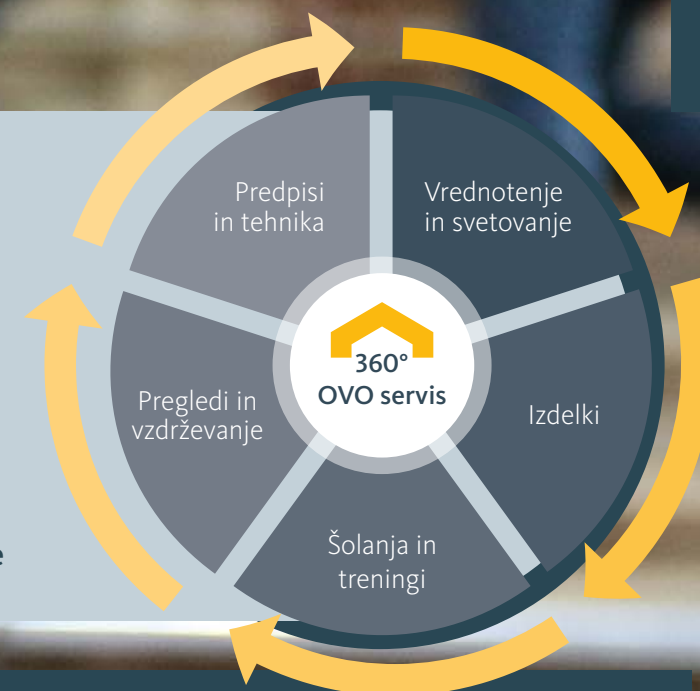 Predpisi
in tehnika
Vrednotenje
in svetovanje
360°
OVO servis
Pregledi in
vzdrževanje
Izdelki
Šolanja in
treningi
e